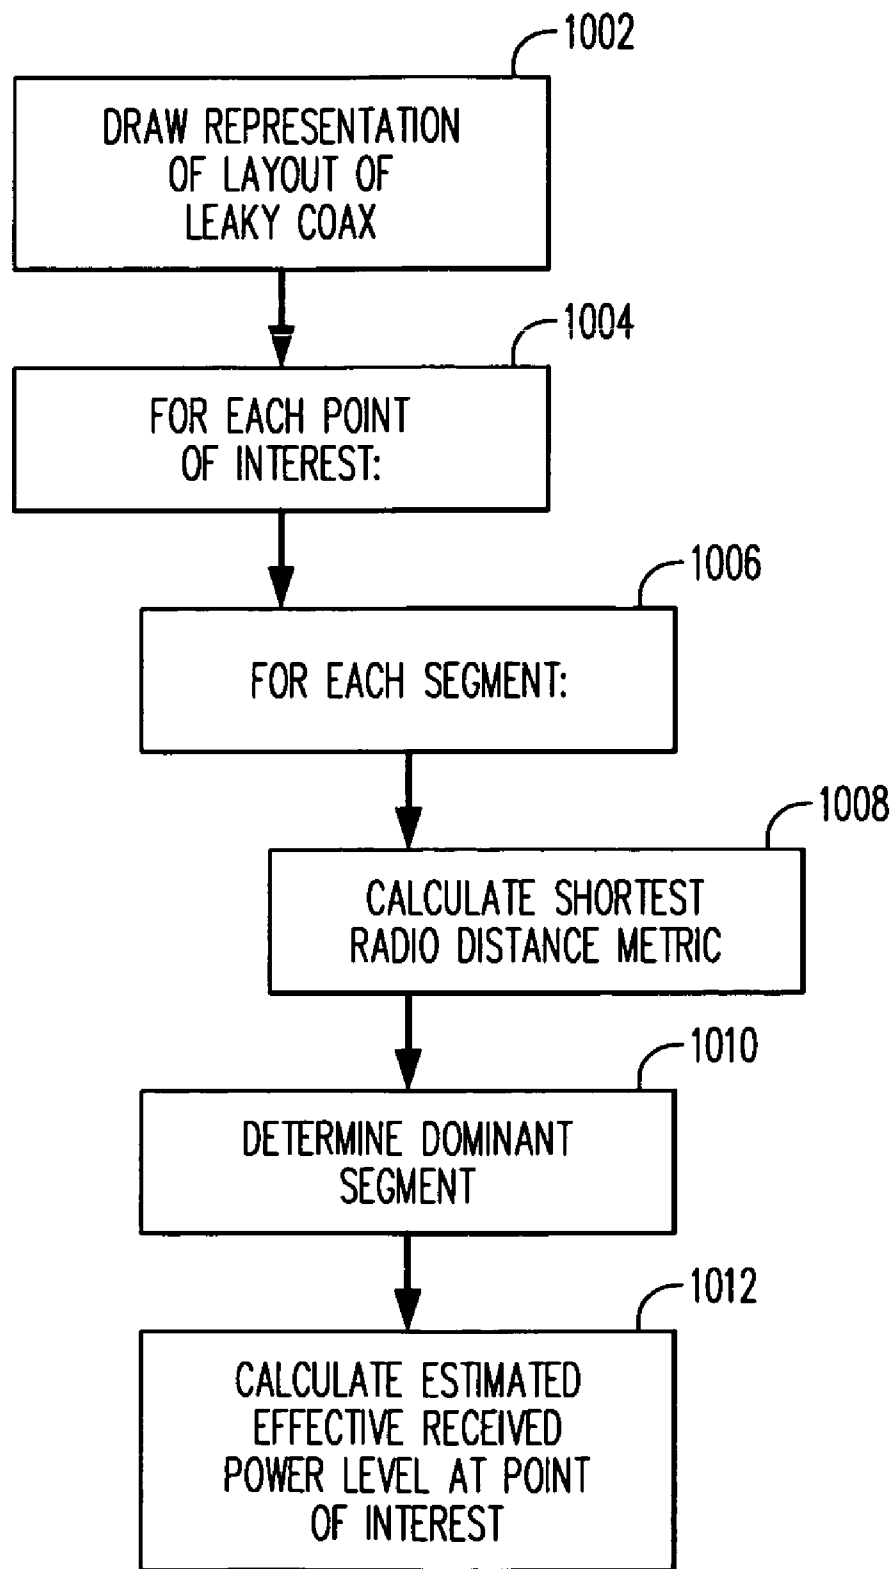 1002
DRAW REPRESENTATION
OF LAYOUT OF
LEAKY COAX
1004
FOR EACH POINT
OF INTEREST:
1006
FOR EACH SEGMENT:
1008
CALCULATE SHORTEST
RADIO DISTANCE METRIC
1010
DETERMINE DOMINANT
SEGMENT
1012
CALCULATE ESTIMATED
EFFECTIVE RECEIVED
POWER LEVEL AT POINT
OF INTEREST